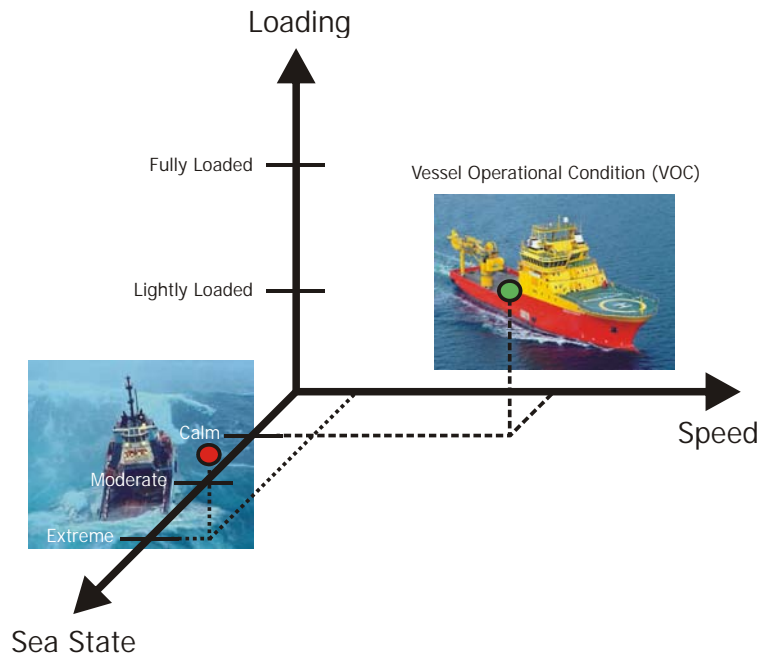 Loading
Fully Loaded
Vessel Operational Condition (VOC)
Lightly Loaded
Calm
Speed
Moderate
Extreme
Sea State
H